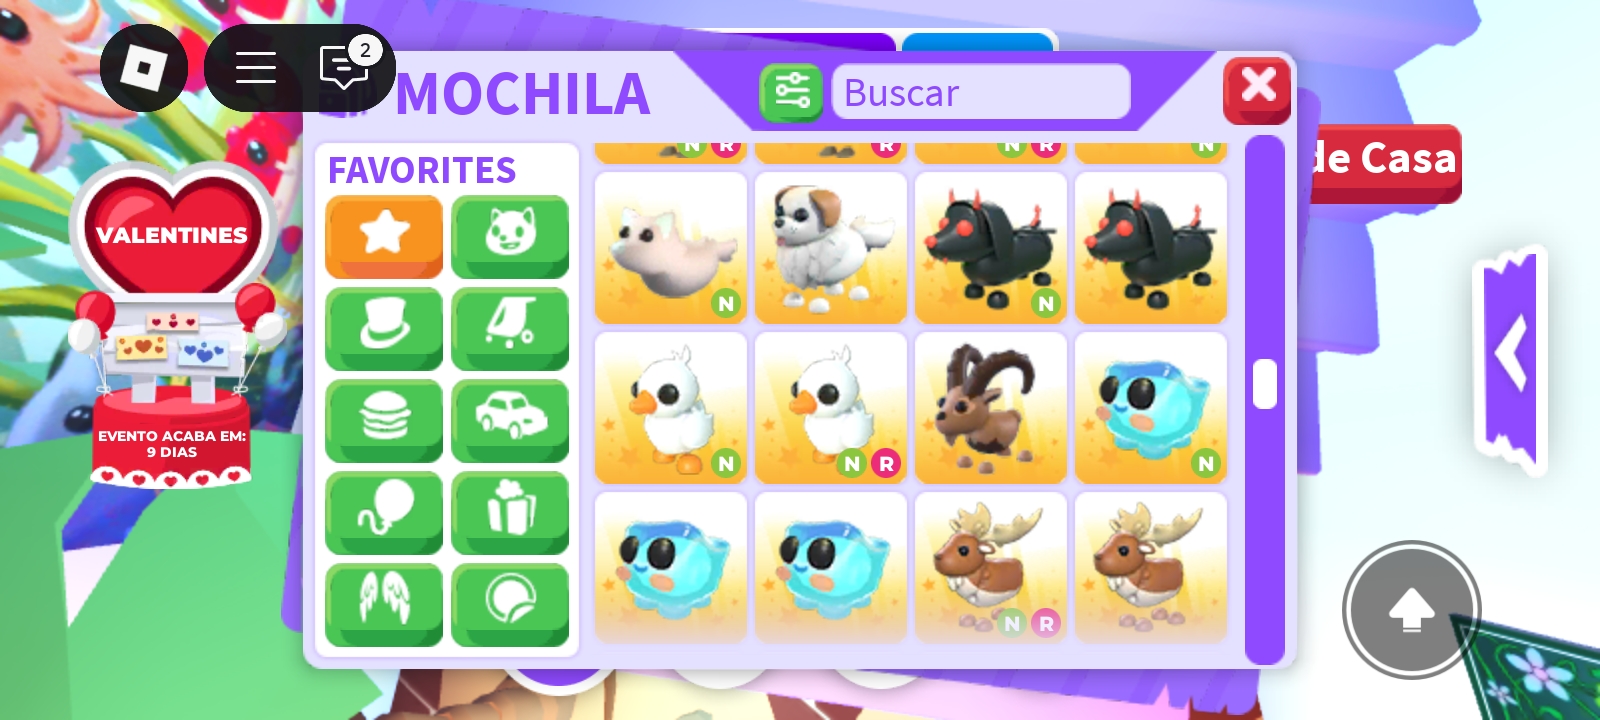 2
MOCHILA
Buscar
de Casa
FAVORITES
N R
R
N R
N
VALENTINES
N
N
EVENTO ACABA EM:
9 DIAS
N
N R
N
N R